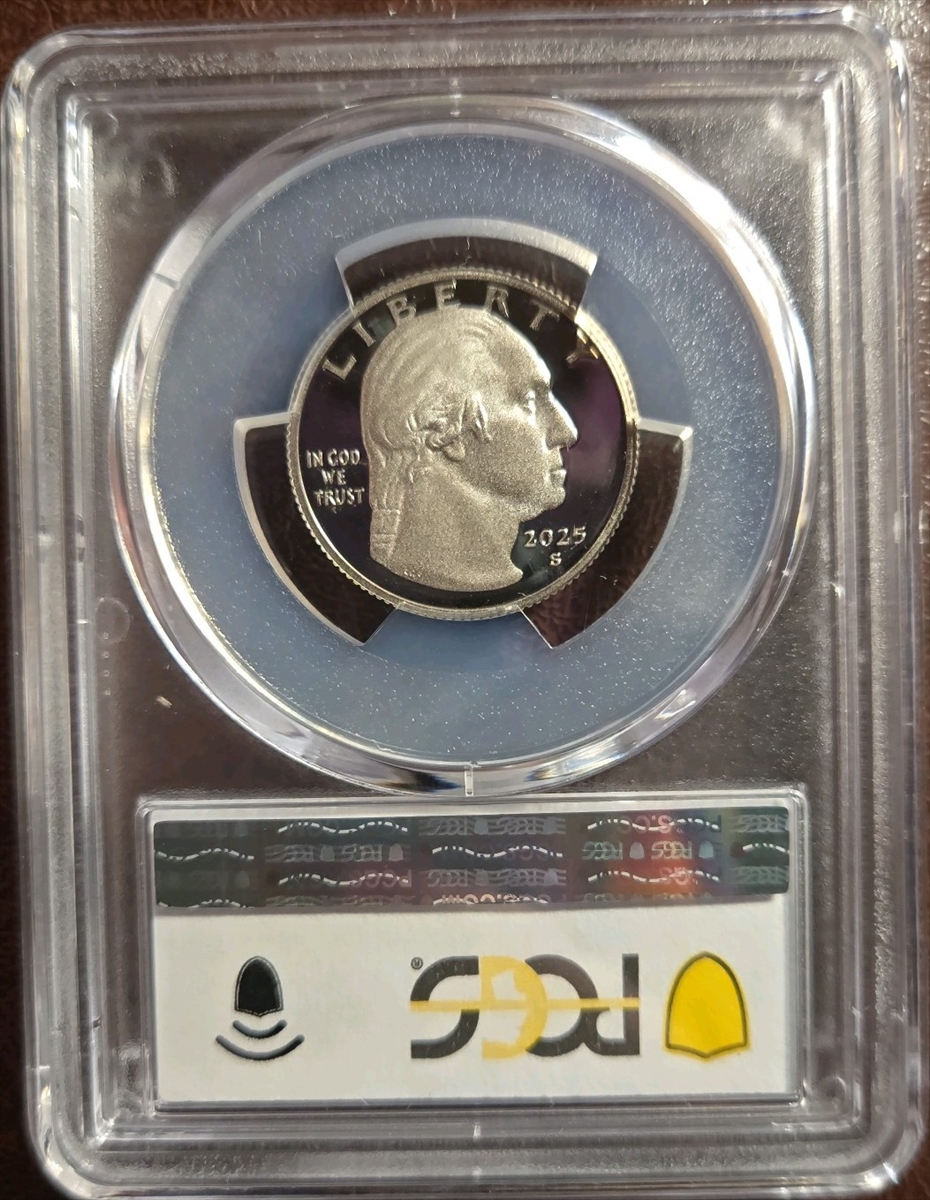 LIBERTY
IN GOD
WE
TRUST
2025
S
PCGS